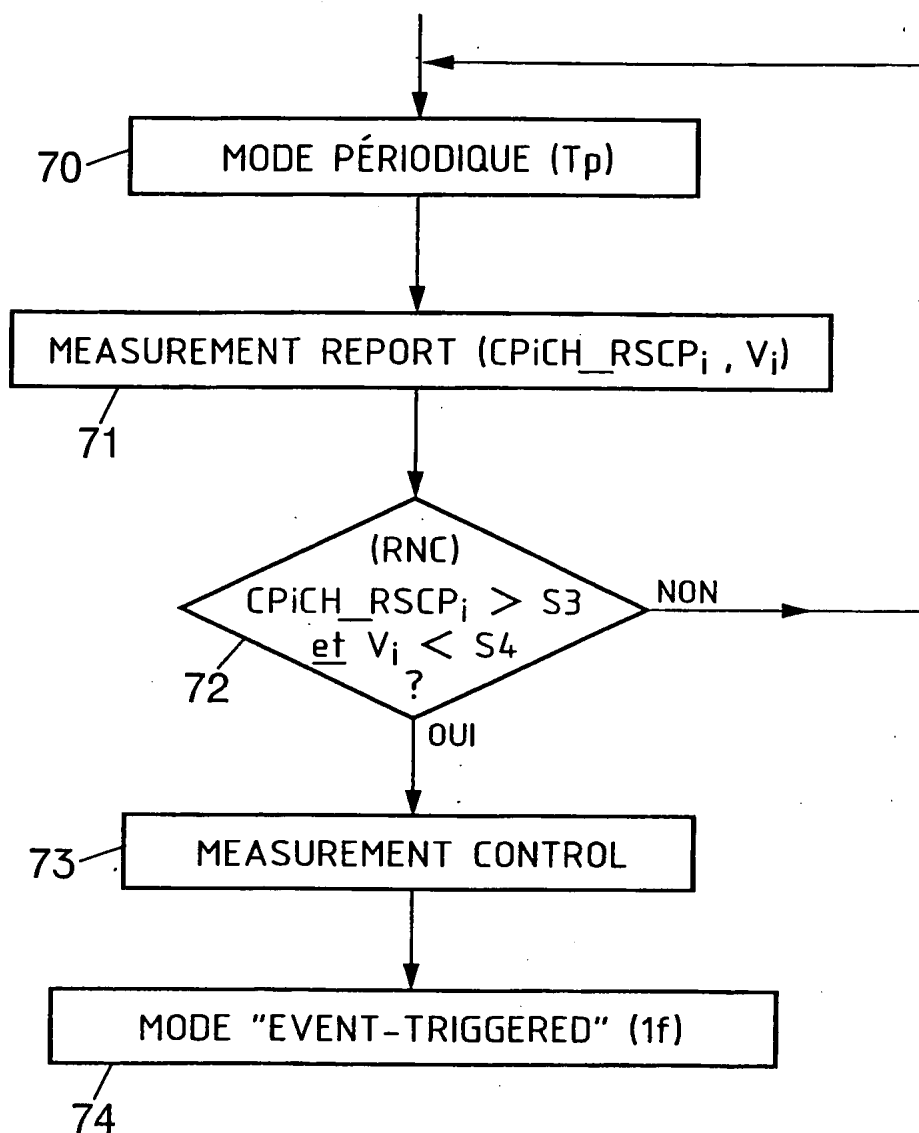 70
MODE PÉRIODIQUE (Tp)
MEASUREMENT REPORT (CPiCH_RSCPi , Vi)
71
(RNC)
CPiCH_RSCPi > S3
et Vi < S4
?
NON
72
OUI
73
MEASUREMENT CONTROL
MODE "EVENT-TRIGGERED" (1f)
74